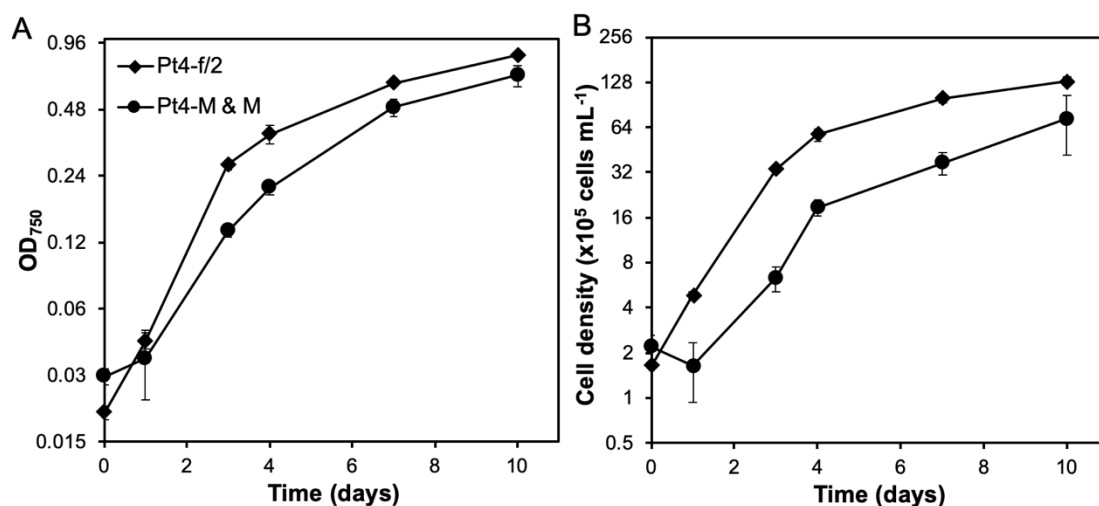 A
OD750
0.96
0.48
0.24
0.12
0.06
0.03
0.015
Pt4-f/2
Pt4-M & M
0 2 4 6 8 10
Time (days)
B
Cell density (x10⁵ cells mL⁻¹)
256
128
64
32
16
8
4
2
1
0.5
0 2 4 6 8 10
Time (days)